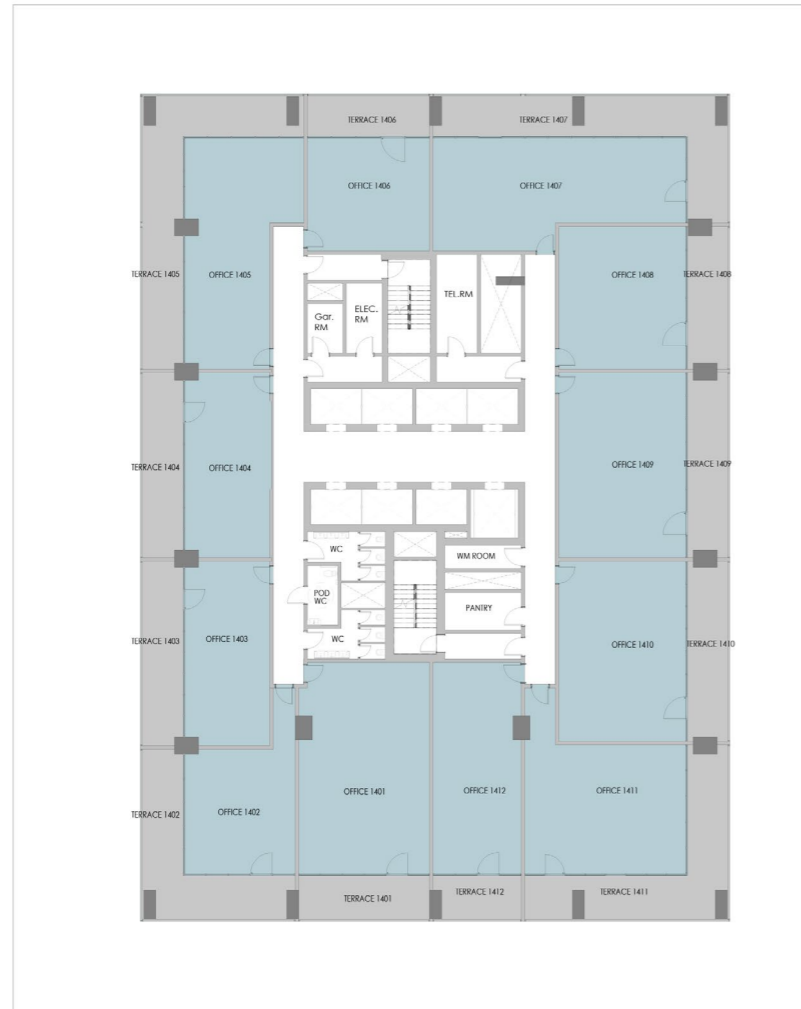 TERRACE 1406
TERRACE 1407
OFFICE 1406
OFFICE 1407
TERRACE 1405
OFFICE 1405
OFFICE 1408
TERRACE 1408
TEL.RM
ELEC.
RM
Gar.
RM
TERRACE 1404
OFFICE 1404
OFFICE 1409
TERRACE 1409
WC
WM ROOM
POD
WC
PANTRY
TERRACE 1403
OFFICE 1403
WC
OFFICE 1410
TERRACE 1410
TERRACE 1402
OFFICE 1402
OFFICE 1401
OFFICE 1412
OFFICE 1411
TERRACE 1401
TERRACE 1412
TERRACE 1411